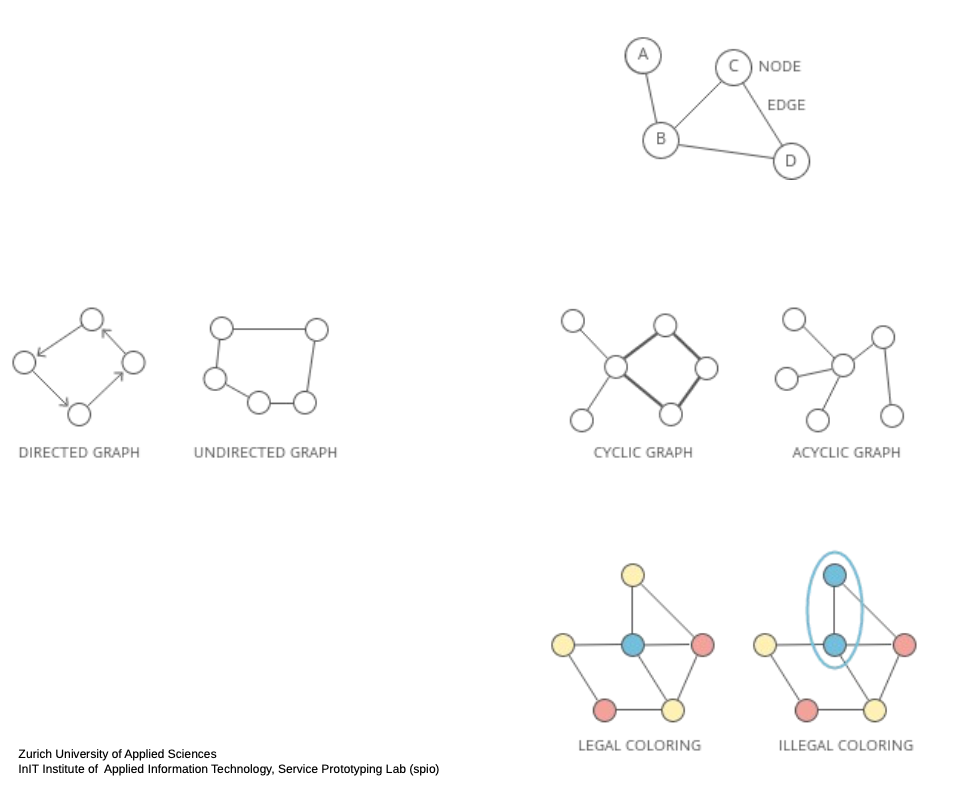 A
C NODE
EDGE
B
D
DIRECTED GRAPH
UNDIRECTED GRAPH
CYCLIC GRAPH
ACYCLIC GRAPH
LEGAL COLORING
ILLEGAL COLORING
Zurich University of Applied Sciences
InIT Institute of Applied Information Technology, Service Prototyping Lab (spio)